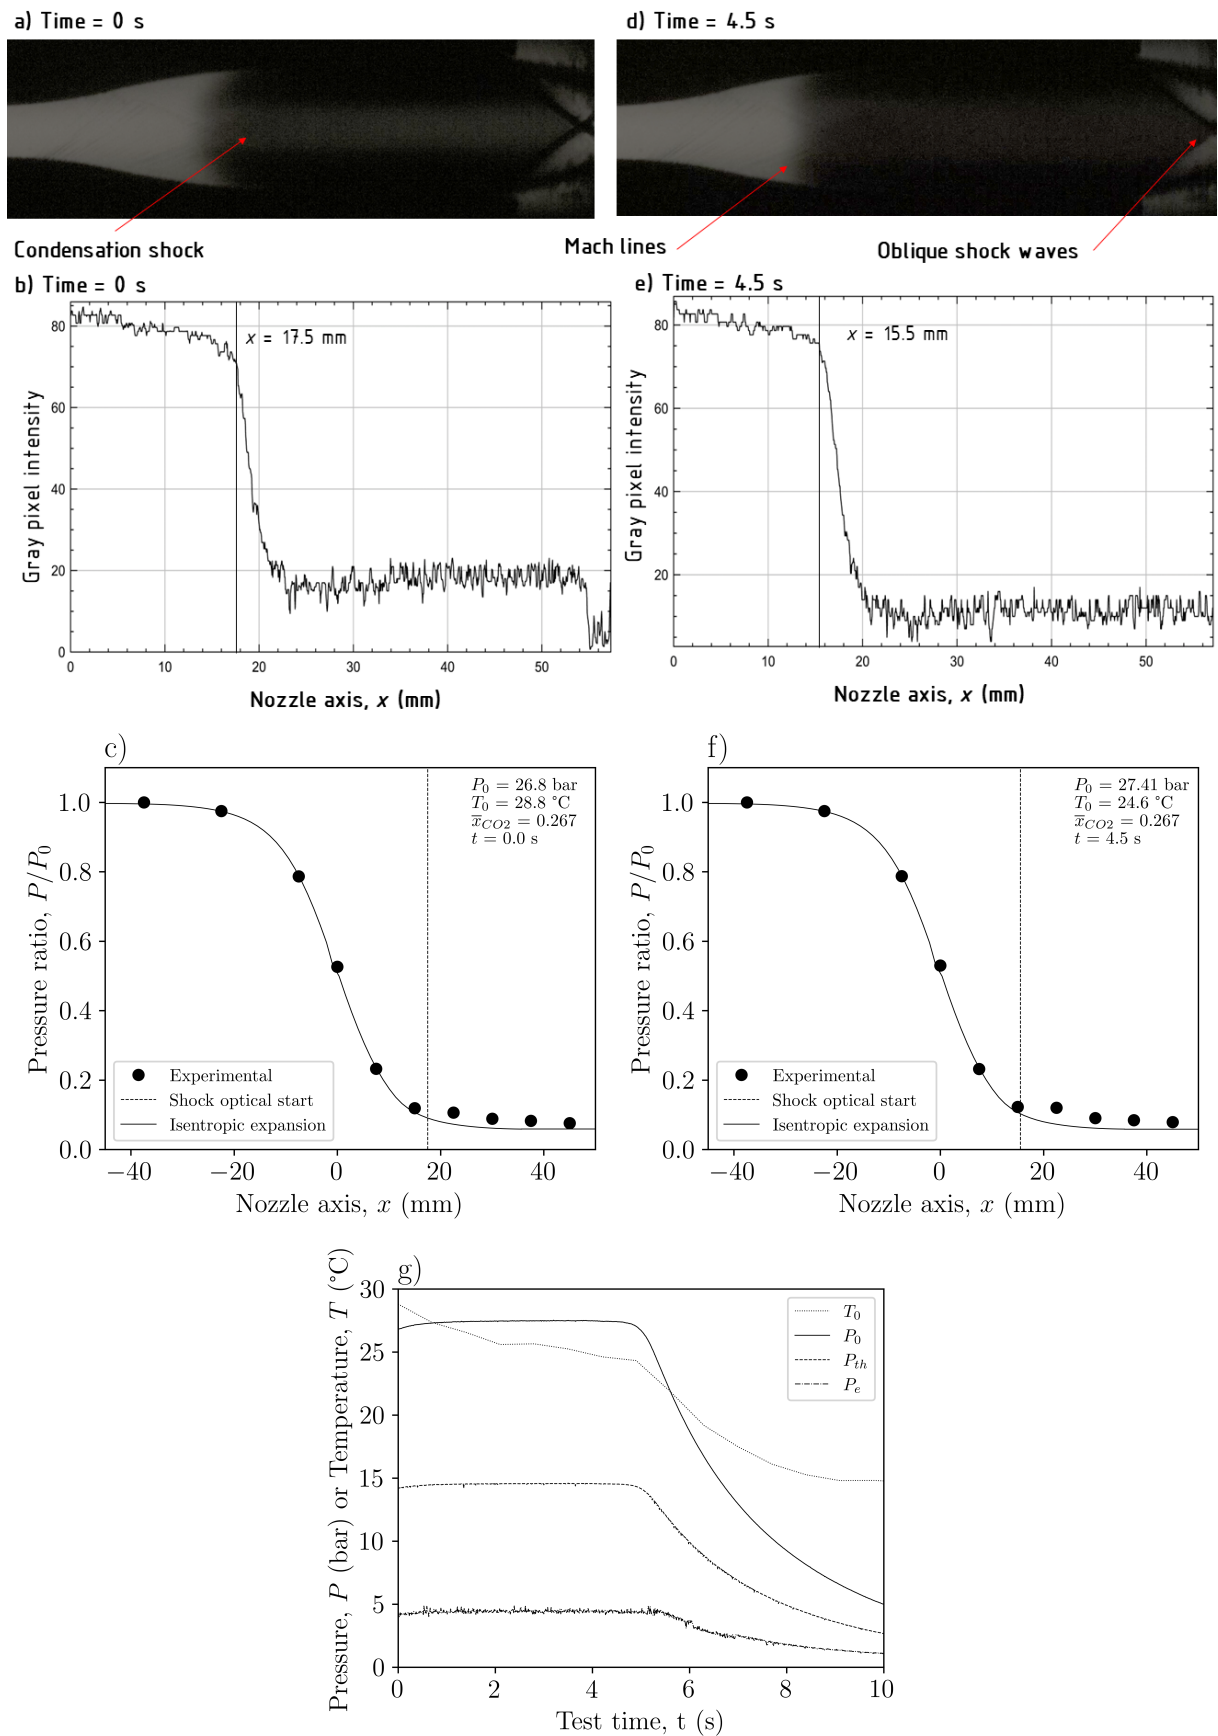 a) Time = 0 s
d) Time = 4.5 s
Condensation shock
Mach lines
Oblique shock waves
b) Time = 0 s
e) Time = 4.5 s
x = 17.5 mm
x = 15.5 mm
Gray pixel intensity
80
60
40
20
0
0 10 20 30 40 50
Nozzle axis, x (mm)
Gray pixel intensity
80
60
40
20
0 10 20 30 40 50
Nozzle axis, x (mm)
c)
P0 = 26.8 bar
T0 = 28.8 °C
x̅CO2 = 0.267
t = 0.0 s
Pressure ratio, P/P0
1.0
0.8
0.6
0.4
0.2
0.0
Experimental
Shock optical start
Isentropic expansion
−40 −20 0 20 40
Nozzle axis, x (mm)
f)
P0 = 27.41 bar
T0 = 24.6 °C
x̅CO2 = 0.267
t = 4.5 s
Pressure ratio, P/P0
1.0
0.8
0.6
0.4
0.2
0.0
Experimental
Shock optical start
Isentropic expansion
−40 −20 0 20 40
Nozzle axis, x (mm)
g)
Pressure, P (bar) or Temperature, T (°C)
30
25
20
15
10
5
0
T0
P0
Pth
Pe
0 2 4 6 8 10
Test time, t (s)